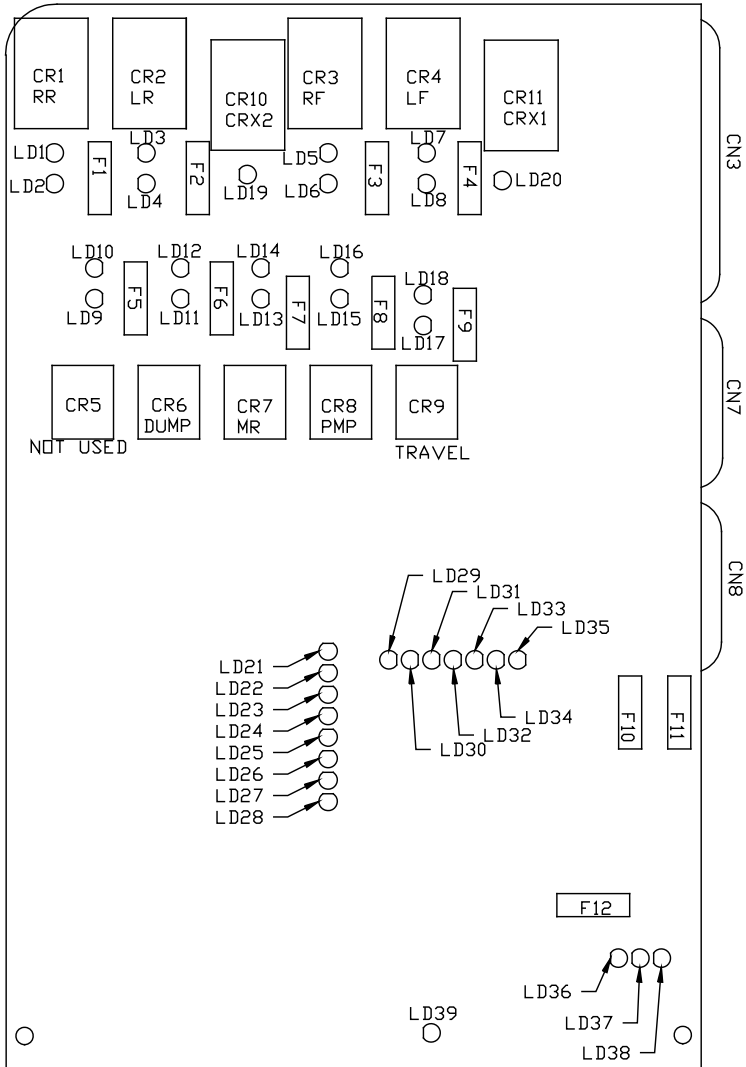 CR1
RR
CR2
LR
CR10
CRX2
CR3
RF
CR4
LF
CR11
CRX1
CN3
LD1
LD2
F1
LD3
LD4
F2
LD19
LD5
LD6
F3
LD7
LD8
F4
LD20
LD10
LD9
F5
LD12
LD11
F6
LD14
LD13
F7
LD16
LD15
F8
LD18
LD17
F9
CN7
CR5
NOT USED
CR6
DUMP
CR7
MR
CR8
PMP
CR9
TRAVEL
CN8
LD29
LD31
LD33
LD35
LD21
LD22
LD23
LD24
LD25
LD26
LD27
LD28
LD34
LD32
LD30
F10
F11
F12
LD36
LD37
LD38
LD39